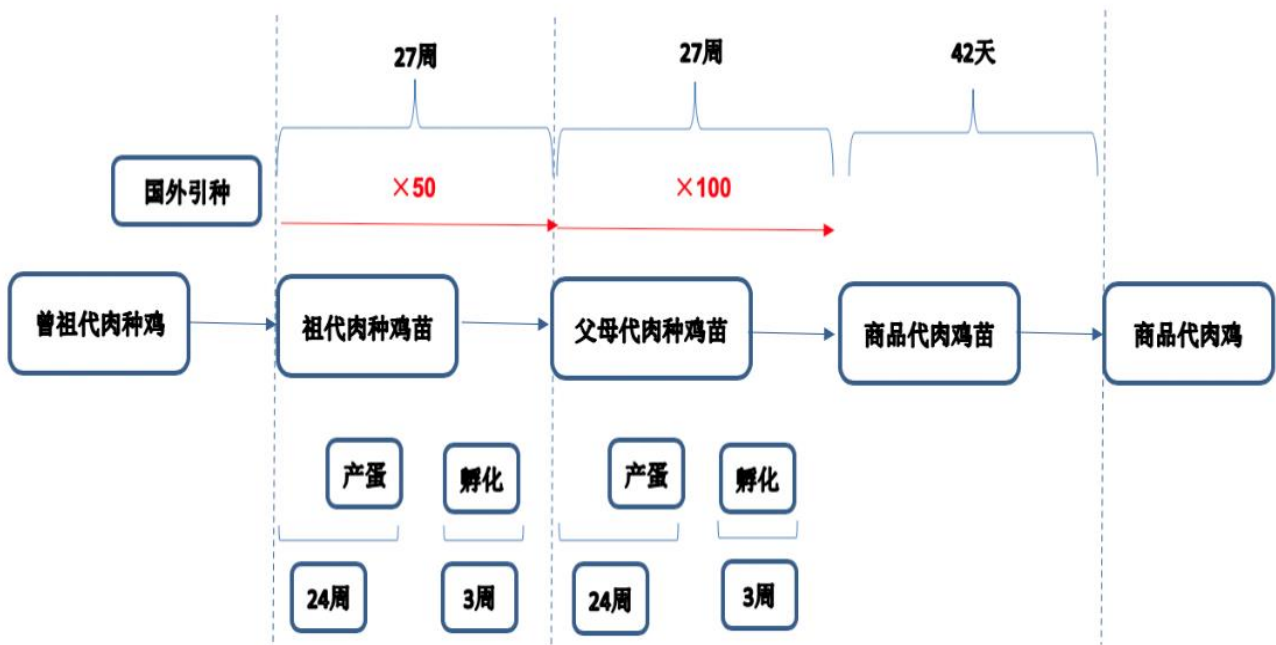 27周
27周
42天
国外引种
×50
×100
曾祖代肉种鸡
祖代肉种鸡苗
父母代肉种鸡苗
商品代肉鸡苗
商品代肉鸡
产蛋
孵化
产蛋
孵化
24周
3周
24周
3周